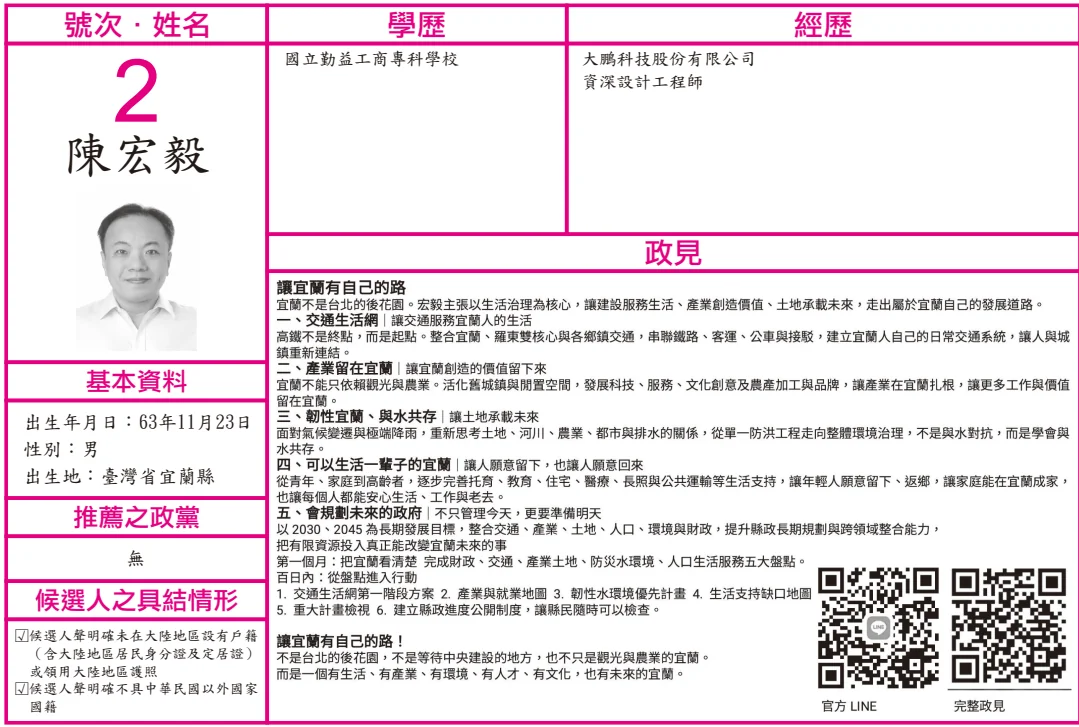 號次．姓名
2
陳宏毅
基本資料
出生年月日：63年11月23日
性別：男
出生地：臺灣省宜蘭縣
推薦之政黨
無
候選人之具結情形
☑候選人聲明確未在大陸地區設有戶籍
（含大陸地區居民身分證及定居證）
或領用大陸地區護照
☑候選人聲明確不具中華民國以外國家
國籍
學歷
國立勤益工商專科學校
經歷
大鵬科技股份有限公司
資深設計工程師
政見
讓宜蘭有自己的路
宜蘭不是台北的後花園。宏毅主張以生活治理為核心，讓建設服務生活、產業創造價值、土地承載未來，走出屬於宜蘭自己的發展道路。
一、交通生活網｜讓交通服務宜蘭人的生活
高鐵不是終點，而是起點。整合宜蘭、羅東雙核心與各鄉鎮交通，串聯鐵路、客運、公車與接駁，建立宜蘭人自己的日常交通系統，讓人與城
鎮重新連結。
二、產業留在宜蘭｜讓宜蘭創造的價值留下來
宜蘭不能只依賴觀光與農業。活化舊城鎮與閒置空間，發展科技、服務、文化創意及農產加工與品牌，讓產業在宜蘭扎根，讓更多工作與價值
留在宜蘭。
三、韌性宜蘭、與水共存｜讓土地承載未來
面對氣候變遷與極端降雨，重新思考土地、河川、農業、都市與排水的關係，從單一防洪工程走向整體環境治理，不是與水對抗，而是學會與
水共存。
四、可以生活一輩子的宜蘭｜讓人願意留下，也讓人願意回來
從青年、家庭到高齡者，逐步完善托育、教育、住宅、醫療、長照與公共運輸等生活支持，讓年輕人願意留下、返鄉，讓家庭能在宜蘭成家，
也讓每個人都能安心生活、工作與老去。
五、會規劃未來的政府｜不只管理今天，更要準備明天
以 2030、2045 為長期發展目標，整合交通、產業、土地、人口、環境與財政，提升縣政長期規劃與跨領域整合能力，
把有限資源投入真正能改變宜蘭未來的事
第一個月：把宜蘭看清楚 完成財政、交通、產業土地、防災水環境、人口生活服務五大盤點。
百日內：從盤點進入行動
1. 交通生活網第一階段方案 2. 產業與就業地圖 3. 韌性水環境優先計畫 4. 生活支持缺口地圖
5. 重大計畫檢視 6. 建立縣政進度公開制度，讓縣民隨時可以檢查。
讓宜蘭有自己的路！
不是台北的後花園，不是等待中央建設的地方，也不只是觀光與農業的宜蘭。
而是一個有生活、有產業、有環境、有人才、有文化，也有未來的宜蘭。
LINE
官方 LINE
完整政見